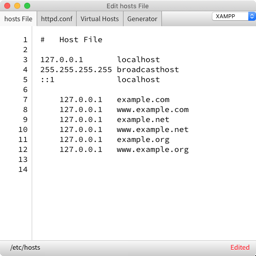 Edit hosts File
hosts File
httpd.conf
Virtual Hosts
Generator
XAMPP
1 # Host File
2
3 127.0.0.1 localhost
4 255.255.255.255 broadcasthost
5 ::1 localhost
6
7 127.0.0.1 example.com
8 127.0.0.1 www.example.com
9 127.0.0.1 example.net
10 127.0.0.1 www.example.net
11 127.0.0.1 example.org
12 127.0.0.1 www.example.org
13
14
/etc/hosts
Edited